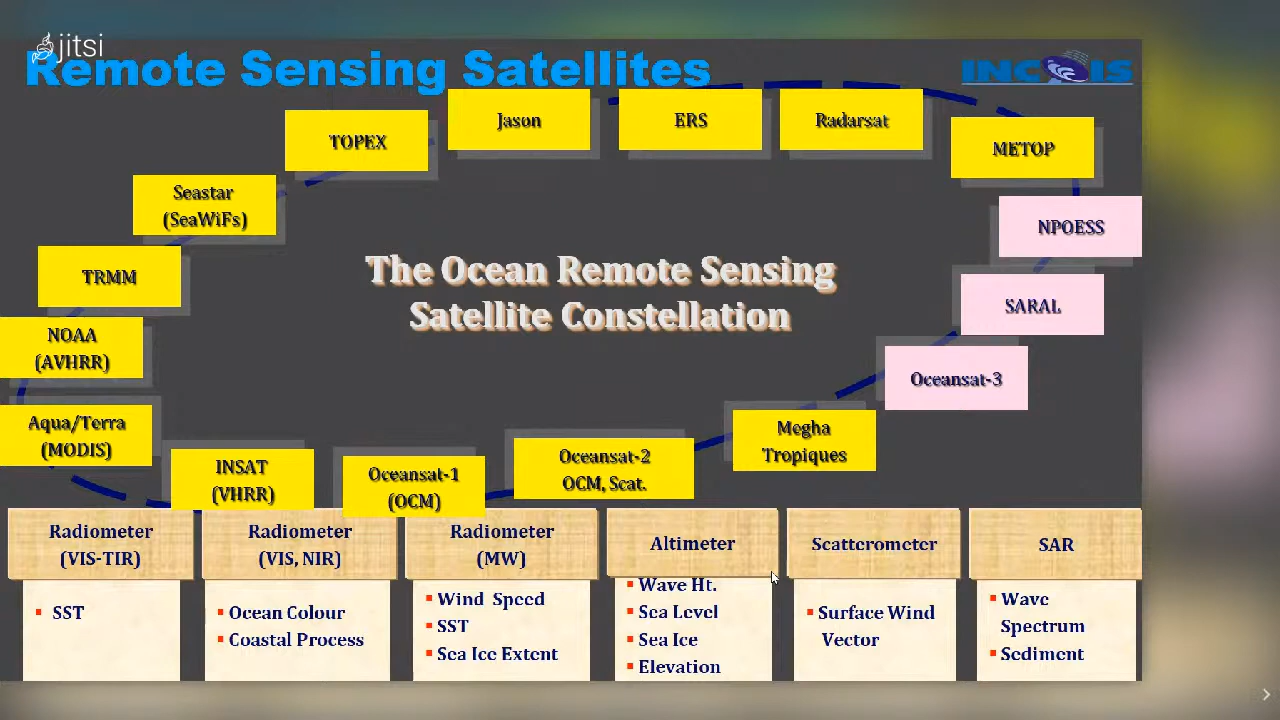 jitsi
Remote Sensing Satellites
INCOIS
Jason
ERS
Radarsat
TOPEX
METOP
Seastar
(SeaWiFs)
NPOESS
TRMM
The Ocean Remote Sensing
Satellite Constellation
SARAL
NOAA
(AVHRR)
Oceansat-3
Aqua/Terra
(MODIS)
Megha
Tropiques
INSAT
(VHRR)
Oceansat-1
(OCM)
Oceansat-2
OCM, Scat.
Radiometer
(VIS-TIR)
SST
Radiometer
(VIS, NIR)
Ocean Colour
Coastal Process
Radiometer
(MW)
Wind Speed
SST
Sea Ice Extent
Altimeter
Wave Ht.
Sea Level
Sea Ice
Elevation
Scatterometer
Surface Wind
Vector
SAR
Wave
Spectrum
Sediment